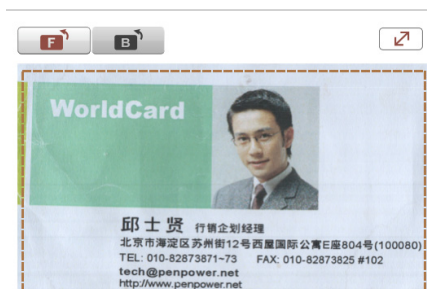 F B
WorldCard
邱士贤 行销企划经理
北京市海淀区苏州街12号西屋国际公寓E座804号(100080)
TEL: 010-82873871~73 FAX: 010-82873825 #102
tech@penpower.net
http://www.penpower.net